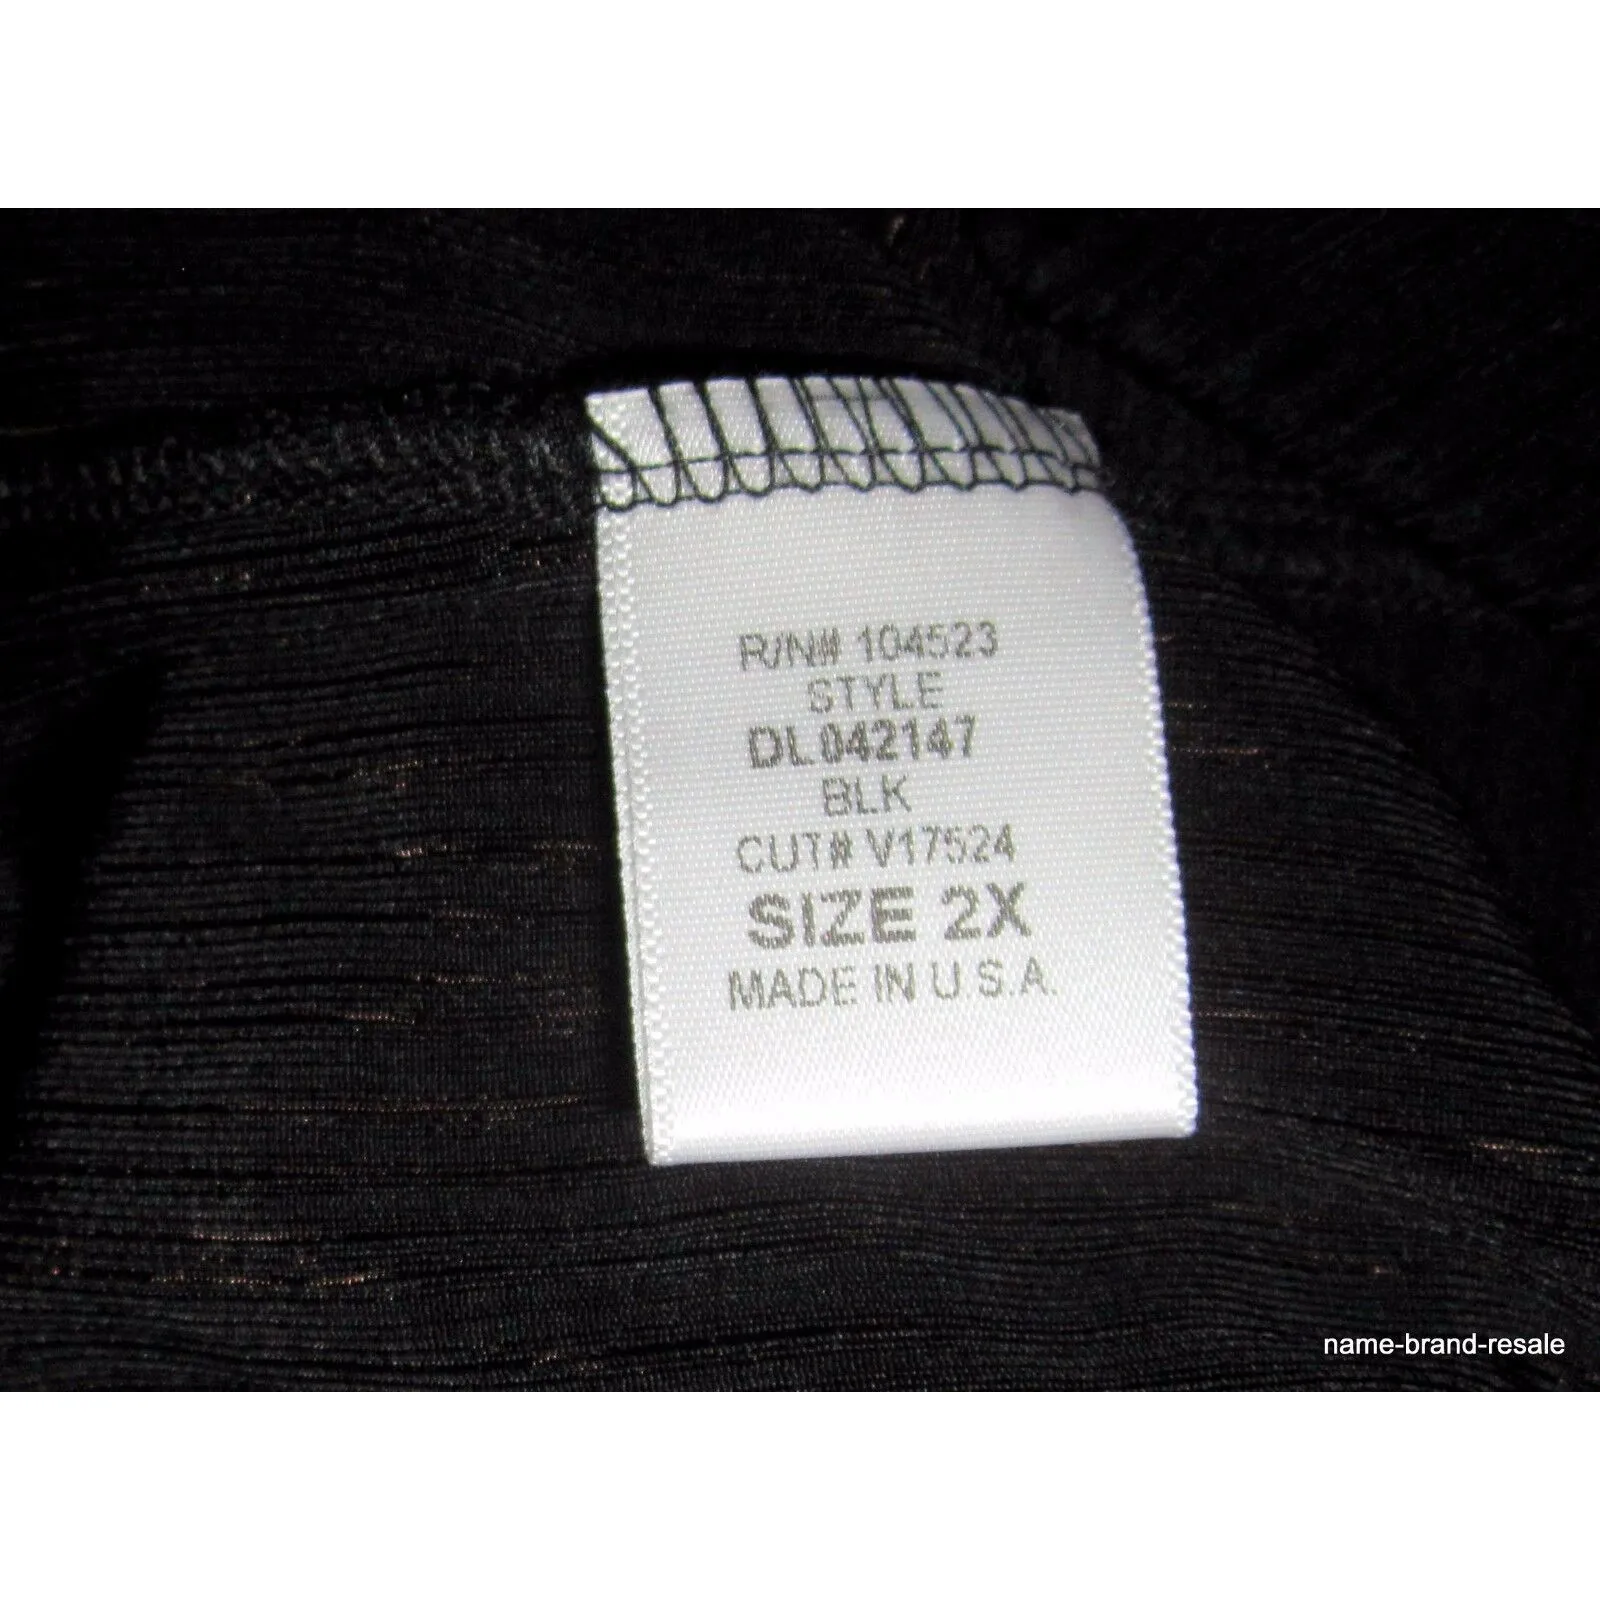 R/N# 104523
STYLE
DL042147
BLK
CUT# V17524
SIZE 2X
MADE IN U.S.A.
name-brand-resale